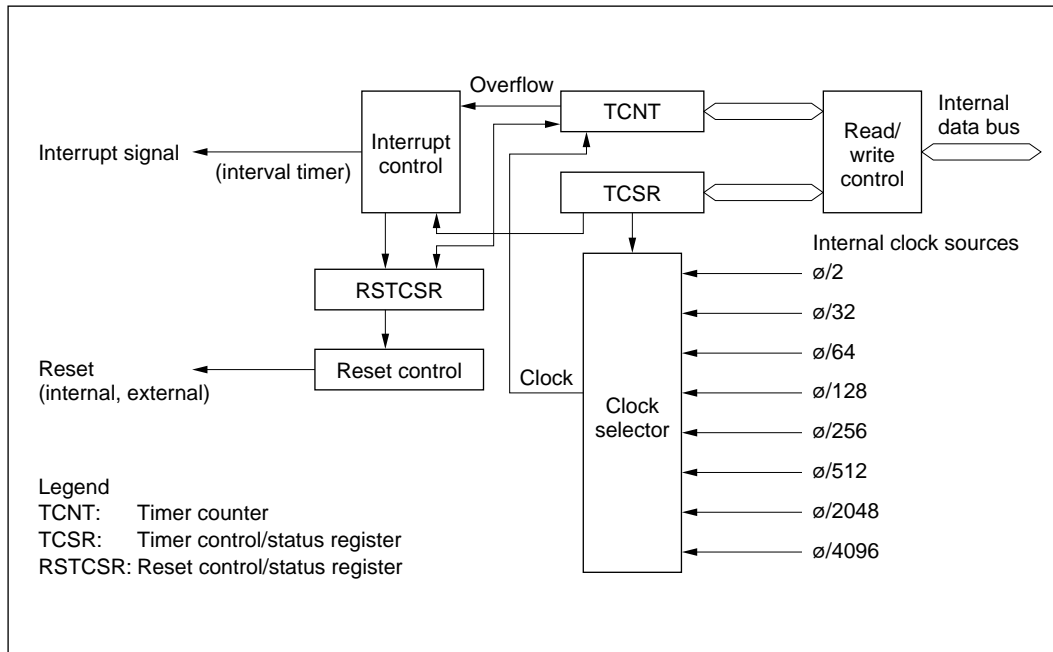 Overflow
TCNT
Internal
data bus
Read/
write
control
Interrupt
control
Interrupt signal
(interval timer)
TCSR
Internal clock sources
ø/2
RSTCSR
ø/32
ø/64
Reset
(internal, external)
Reset control
Clock
ø/128
Clock
selector
ø/256
ø/512
ø/2048
ø/4096
Legend
TCNT: Timer counter
TCSR: Timer control/status register
RSTCSR: Reset control/status register